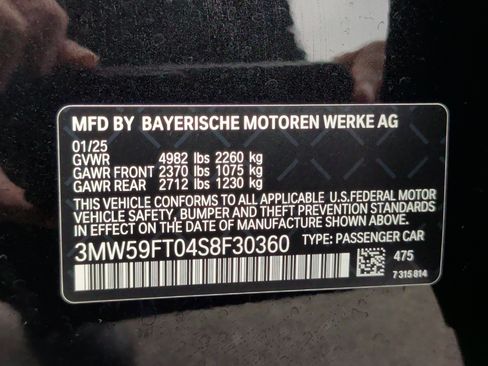 MFD BY BAYERISCHE MOTOREN WERKE AG
01/25
GVWR 4982 lbs 2260 kg
GAWR FRONT 2370 lbs 1075 kg
GAWR REAR 2712 lbs 1230 kg
THIS VEHICLE CONFORMS TO ALL APPLICABLE U.S.FEDERAL MOTOR
VEHICLE SAFETY, BUMPER AND THEFT PREVENTION STANDARDS
IN EFFECT ON THE DATE OF MANUFACTURE SHOWN ABOVE.
3MW59FT04S8F30360 TYPE: PASSENGER CAR
475
7 315 814